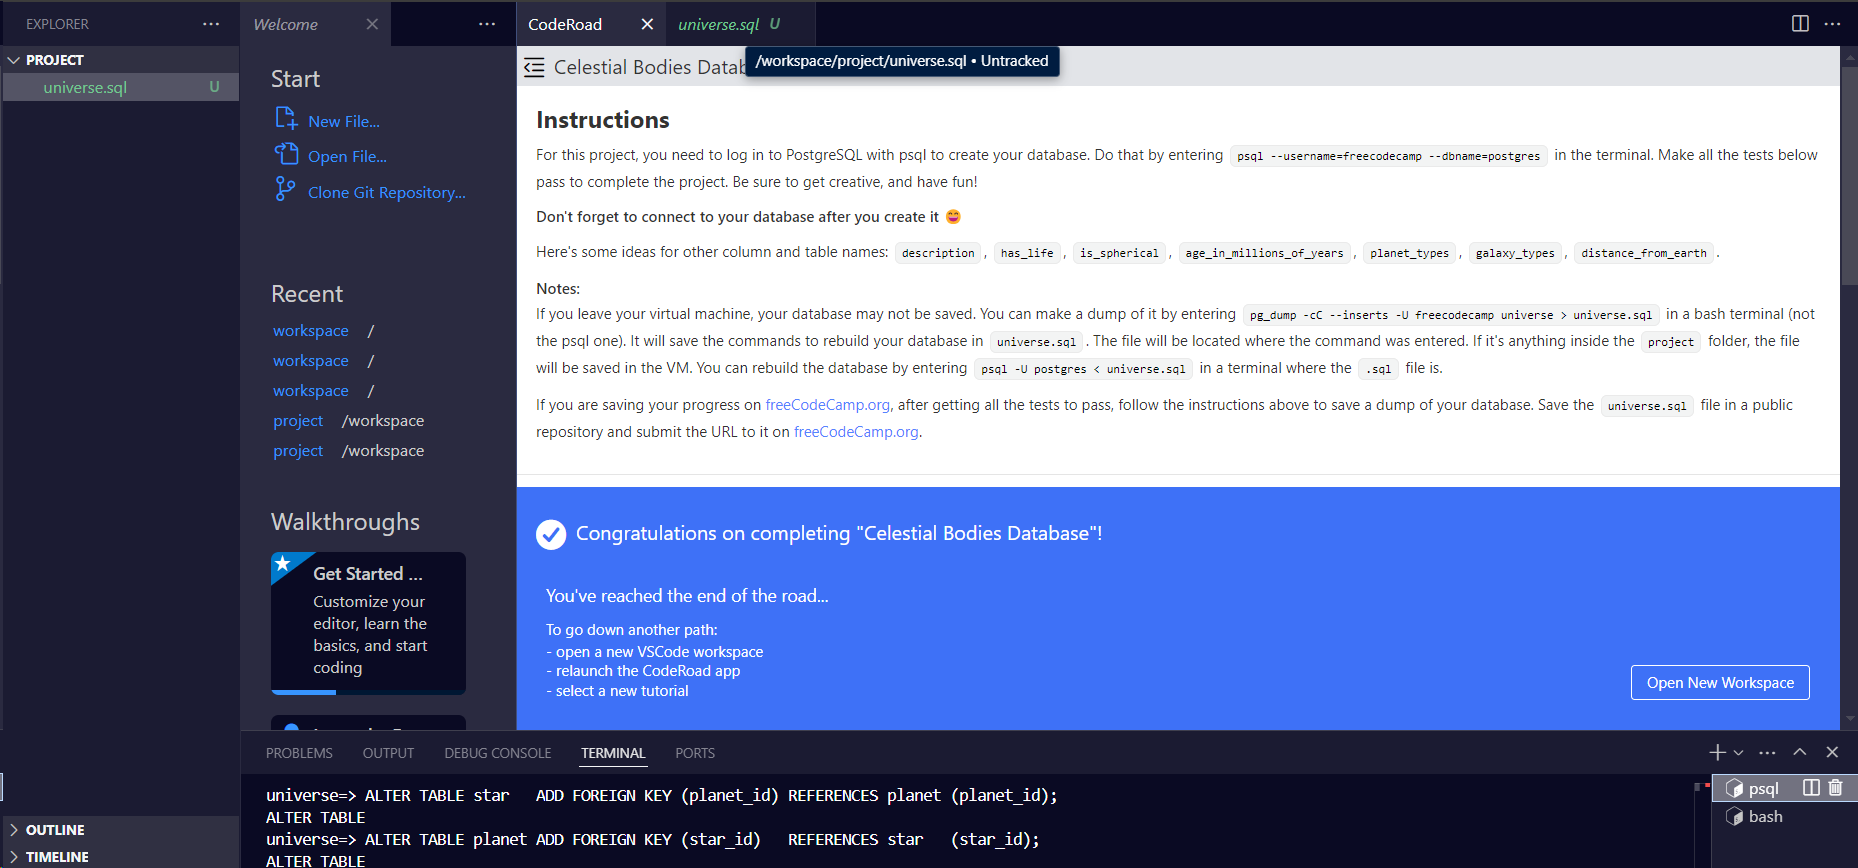 EXPLORER
PROJECT
universe.sql U
OUTLINE
TIMELINE
Welcome
Start
New File...
Open File...
Clone Git Repository...
Recent
workspace /
workspace /
workspace /
project /workspace
project /workspace
Walkthroughs
Get Started ...
Customize your
editor, learn the
basics, and start
coding
CodeRoad
universe.sql U
/workspace/project/universe.sql • Untracked
Celestial Bodies Datab
Instructions
For this project, you need to log in to PostgreSQL with psql to create your database. Do that by entering psql --username=freecodecamp --dbname=postgres in the terminal. Make all the tests below
pass to complete the project. Be sure to get creative, and have fun!
Don't forget to connect to your database after you create it 😄
Here's some ideas for other column and table names: description , has_life , is_spherical , age_in_millions_of_years , planet_types , galaxy_types , distance_from_earth .
Notes:
If you leave your virtual machine, your database may not be saved. You can make a dump of it by entering pg_dump -cC --inserts -U freecodecamp universe > universe.sql in a bash terminal (not
the psql one). It will save the commands to rebuild your database in universe.sql . The file will be located where the command was entered. If it's anything inside the project folder, the file
will be saved in the VM. You can rebuild the database by entering psql -U postgres < universe.sql in a terminal where the .sql file is.
If you are saving your progress on freeCodeCamp.org, after getting all the tests to pass, follow the instructions above to save a dump of your database. Save the universe.sql file in a public
repository and submit the URL to it on freeCodeCamp.org.
Congratulations on completing "Celestial Bodies Database"!
You've reached the end of the road...
To go down another path:
- open a new VSCode workspace
- relaunch the CodeRoad app
- select a new tutorial
Open New Workspace
PROBLEMS OUTPUT DEBUG CONSOLE TERMINAL PORTS
universe=> ALTER TABLE star   ADD FOREIGN KEY (planet_id) REFERENCES planet (planet_id);
ALTER TABLE
universe=> ALTER TABLE planet ADD FOREIGN KEY (star_id)   REFERENCES star   (star_id);
ALTER TABLE
psql
bash